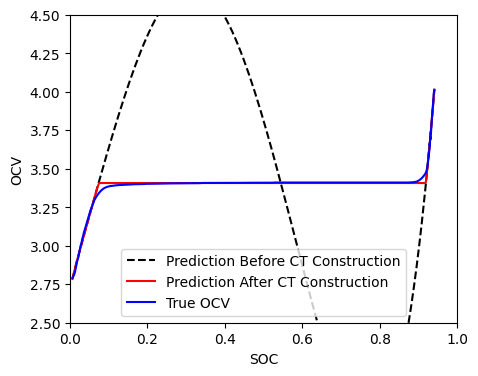 4.50
4.25
4.00
3.75
3.50
3.25
3.00
2.75
2.50
OCV
Prediction Before CT Construction
Prediction After CT Construction
True OCV
0.0 0.2 0.4 0.6 0.8 1.0
SOC